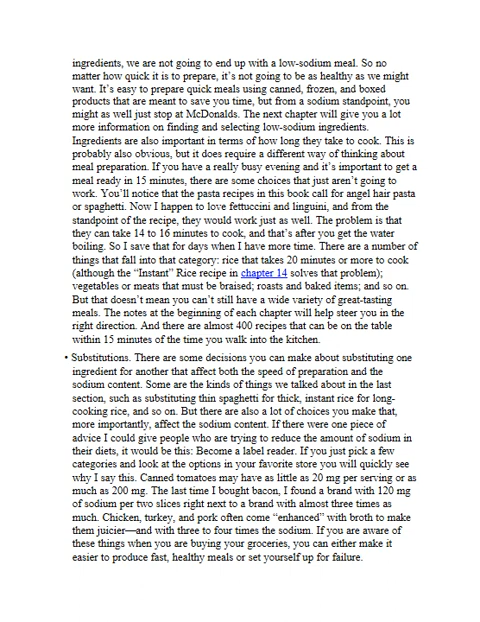 ingredients, we are not going to end up with a low-sodium meal. So no
matter how quick it is to prepare, it’s not going to be as healthy as we might
want. It’s easy to prepare quick meals using canned, frozen, and boxed
products that are meant to save you time, but from a sodium standpoint, you
might as well just stop at McDonalds. The next chapter will give you a lot
more information on finding and selecting low-sodium ingredients.
Ingredients are also important in terms of how long they take to cook. This is
probably also obvious, but it does require a different way of thinking about
meal preparation. If you have a really busy evening and it’s important to get a
meal ready in 15 minutes, there are some choices that just aren’t going to
work. You’ll notice that the pasta recipes in this book call for angel hair pasta
or spaghetti. Now I happen to love fettuccini and linguini, and from the
standpoint of the recipe, they would work just as well. The problem is that
they can take 14 to 16 minutes to cook, and that’s after you get the water
boiling. So I save that for days when I have more time. There are a number of
things that fall into that category: rice that takes 20 minutes or more to cook
(although the “Instant” Rice recipe in chapter 14 solves that problem);
vegetables or meats that must be braised; roasts and baked items; and so on.
But that doesn’t mean you can’t still have a wide variety of great-tasting
meals. The notes at the beginning of each chapter will help steer you in the
right direction. And there are almost 400 recipes that can be on the table
within 15 minutes of the time you walk into the kitchen.
• Substitutions. There are some decisions you can make about substituting one
ingredient for another that affect both the speed of preparation and the
sodium content. Some are the kinds of things we talked about in the last
section, such as substituting thin spaghetti for thick, instant rice for long-
cooking rice, and so on. But there are also a lot of choices you make that,
more importantly, affect the sodium content. If there were one piece of
advice I could give people who are trying to reduce the amount of sodium in
their diets, it would be this: Become a label reader. If you just pick a few
categories and look at the options in your favorite store you will quickly see
why I say this. Canned tomatoes may have as little as 20 mg per serving or as
much as 200 mg. The last time I bought bacon, I found a brand with 120 mg
of sodium per two slices right next to a brand with almost three times as
much. Chicken, turkey, and pork often come “enhanced” with broth to make
them juicier—and with three to four times the sodium. If you are aware of
these things when you are buying your groceries, you can either make it
easier to produce fast, healthy meals or set yourself up for failure.